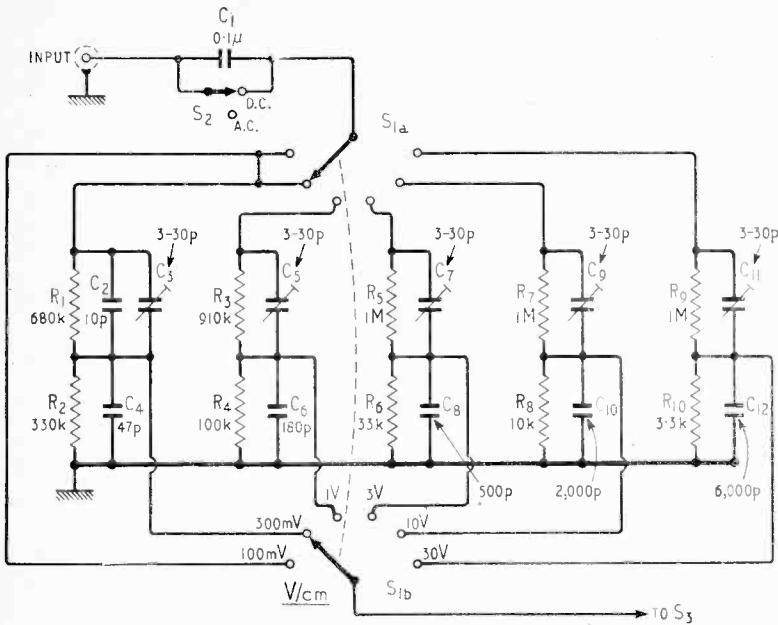 C1
0·1μ
INPUT
D.C.
S2
A.C.
S1a
3-30p
3-30p
3-30p
3-30p
3-30p
C2
C3
C5
C7
C9
C11
R1
680k
10p
R3
910k
R5
1M
R7
1M
R9
1M
R2
330k
C4
47p
R4
100k
C6
180p
R6
33k
C8
R8
10k
C10
R10
3·3k
C12
500p
2,000p
6,000p
1V
3V
300mV
10V
100mV
30V
V/cm
S1b
TO S3